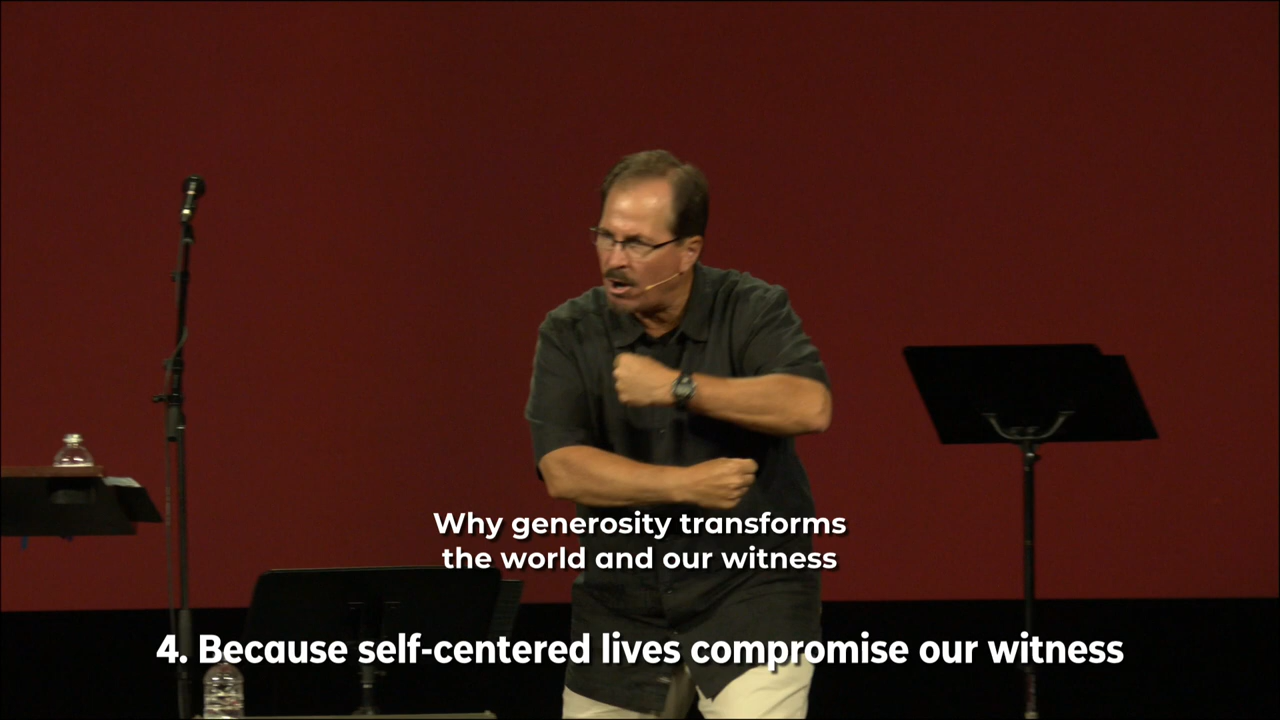 Why generosity transforms
the world and our witness
4. Because self-centered lives compromise our witness